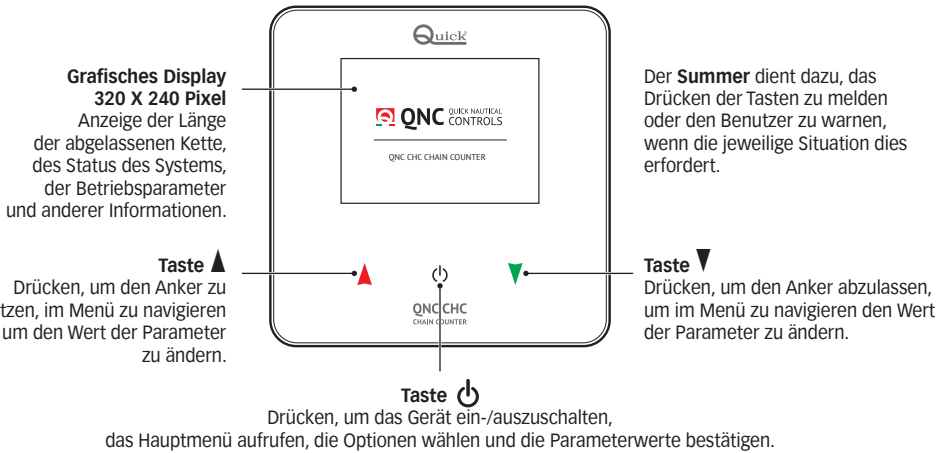 Quick
Grafisches Display
320 X 240 Pixel
Anzeige der Länge
der abgelassenen Kette,
des Status des Systems,
der Betriebsparameter
und anderer Informationen.
QNC QUICK NAUTICAL
CONTROLS
QNC CHC CHAIN COUNTER
Der Summer dient dazu, das
Drücken der Tasten zu melden
oder den Benutzer zu warnen,
wenn die jeweilige Situation dies
erfordert.
Taste ▲
Drücken, um den Anker zu
tzen, im Menü zu navigieren
um den Wert der Parameter
zu ändern.
QNC CHC
CHAIN COUNTER
Taste ▼
Drücken, um den Anker abzulassen,
um im Menü zu navigieren den Wert
der Parameter zu ändern.
Taste ⏻
Drücken, um das Gerät ein-/auszuschalten,
das Hauptmenü aufrufen, die Optionen wählen und die Parameterwerte bestätigen.